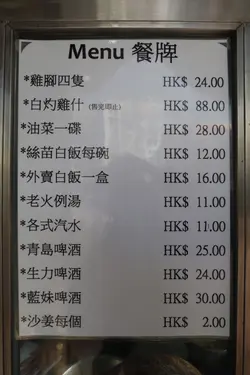 Menu 餐牌
*雞腳四隻 HK$ 24.00
*白灼雞什 (售完即止) HK$ 88.00
*油菜一碟 HK$ 28.00
*絲苗白飯每碗 HK$ 12.00
*外賣白飯一盒 HK$ 16.00
*老火例湯 HK$ 11.00
*各式汽水 HK$ 11.00
*青島啤酒 HK$ 25.00
*生力啤酒 HK$ 24.00
*藍妹啤酒 HK$ 30.00
*沙姜每個 HK$ 2.00